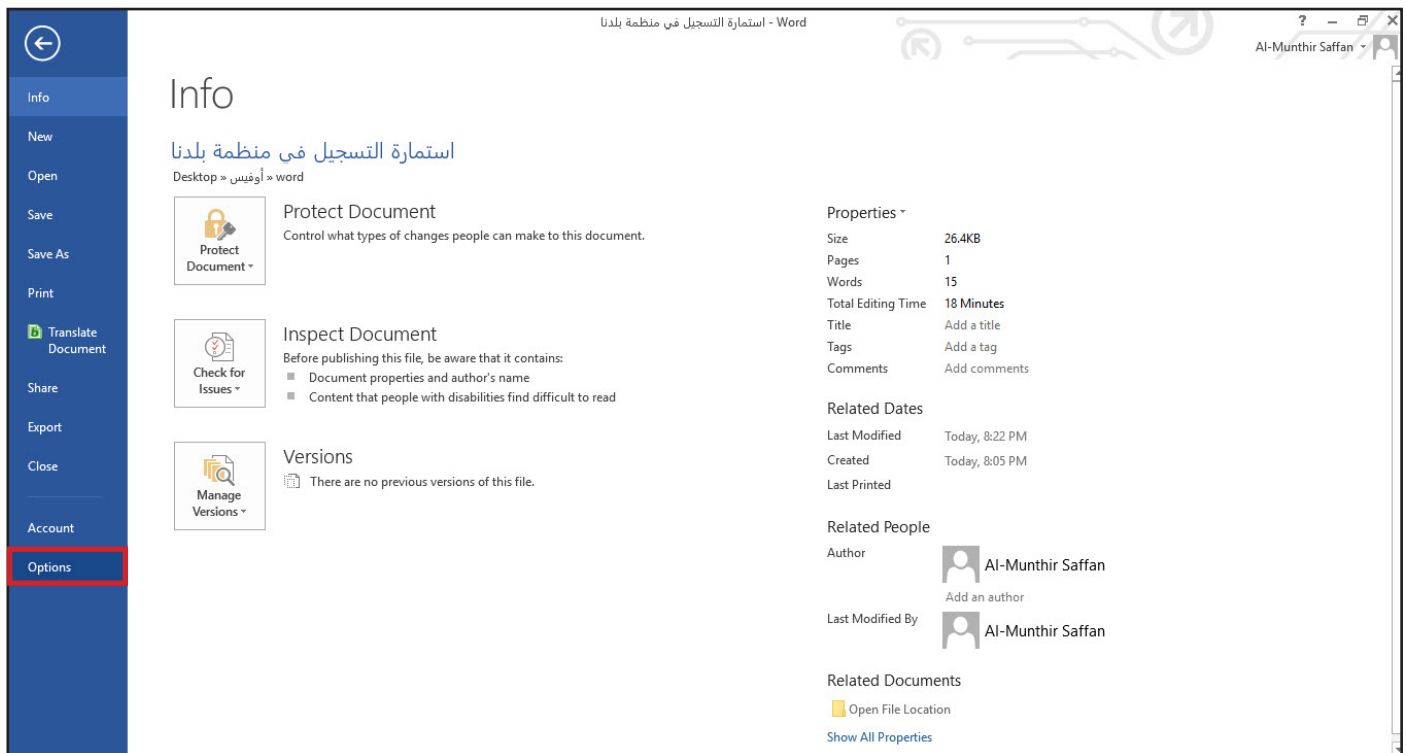 استمارة التسجيل في منظمة بلدنا - Word
?
Al-Munthir Saffan
Info
New
Open
Save
Save As
Print
Translate
Document
Share
Export
Close
Account
Options
Info
استمارة التسجيل في منظمة بلدنا
Desktop » أوفيس » word
Protect
Document
Protect Document
Control what types of changes people can make to this document.
Check for
Issues
Inspect Document
Before publishing this file, be aware that it contains:
Document properties and author's name
Content that people with disabilities find difficult to read
Manage
Versions
Versions
There are no previous versions of this file.
Properties
Size 26.4KB
Pages 1
Words 15
Total Editing Time 18 Minutes
Title Add a title
Tags Add a tag
Comments Add comments
Related Dates
Last Modified Today, 8:22 PM
Created Today, 8:05 PM
Last Printed
Related People
Author Al-Munthir Saffan
Add an author
Last Modified By Al-Munthir Saffan
Related Documents
Open File Location
Show All Properties